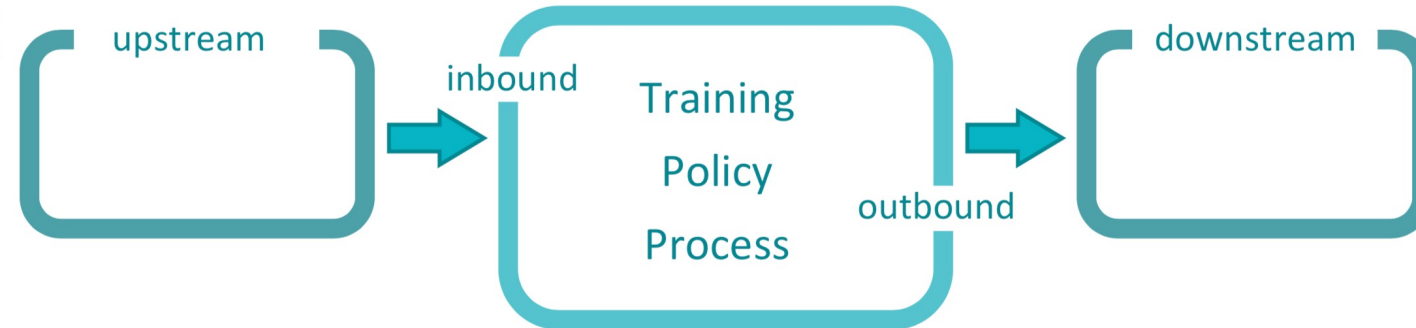 upstream
inbound
Training
Policy
Process
outbound
downstream